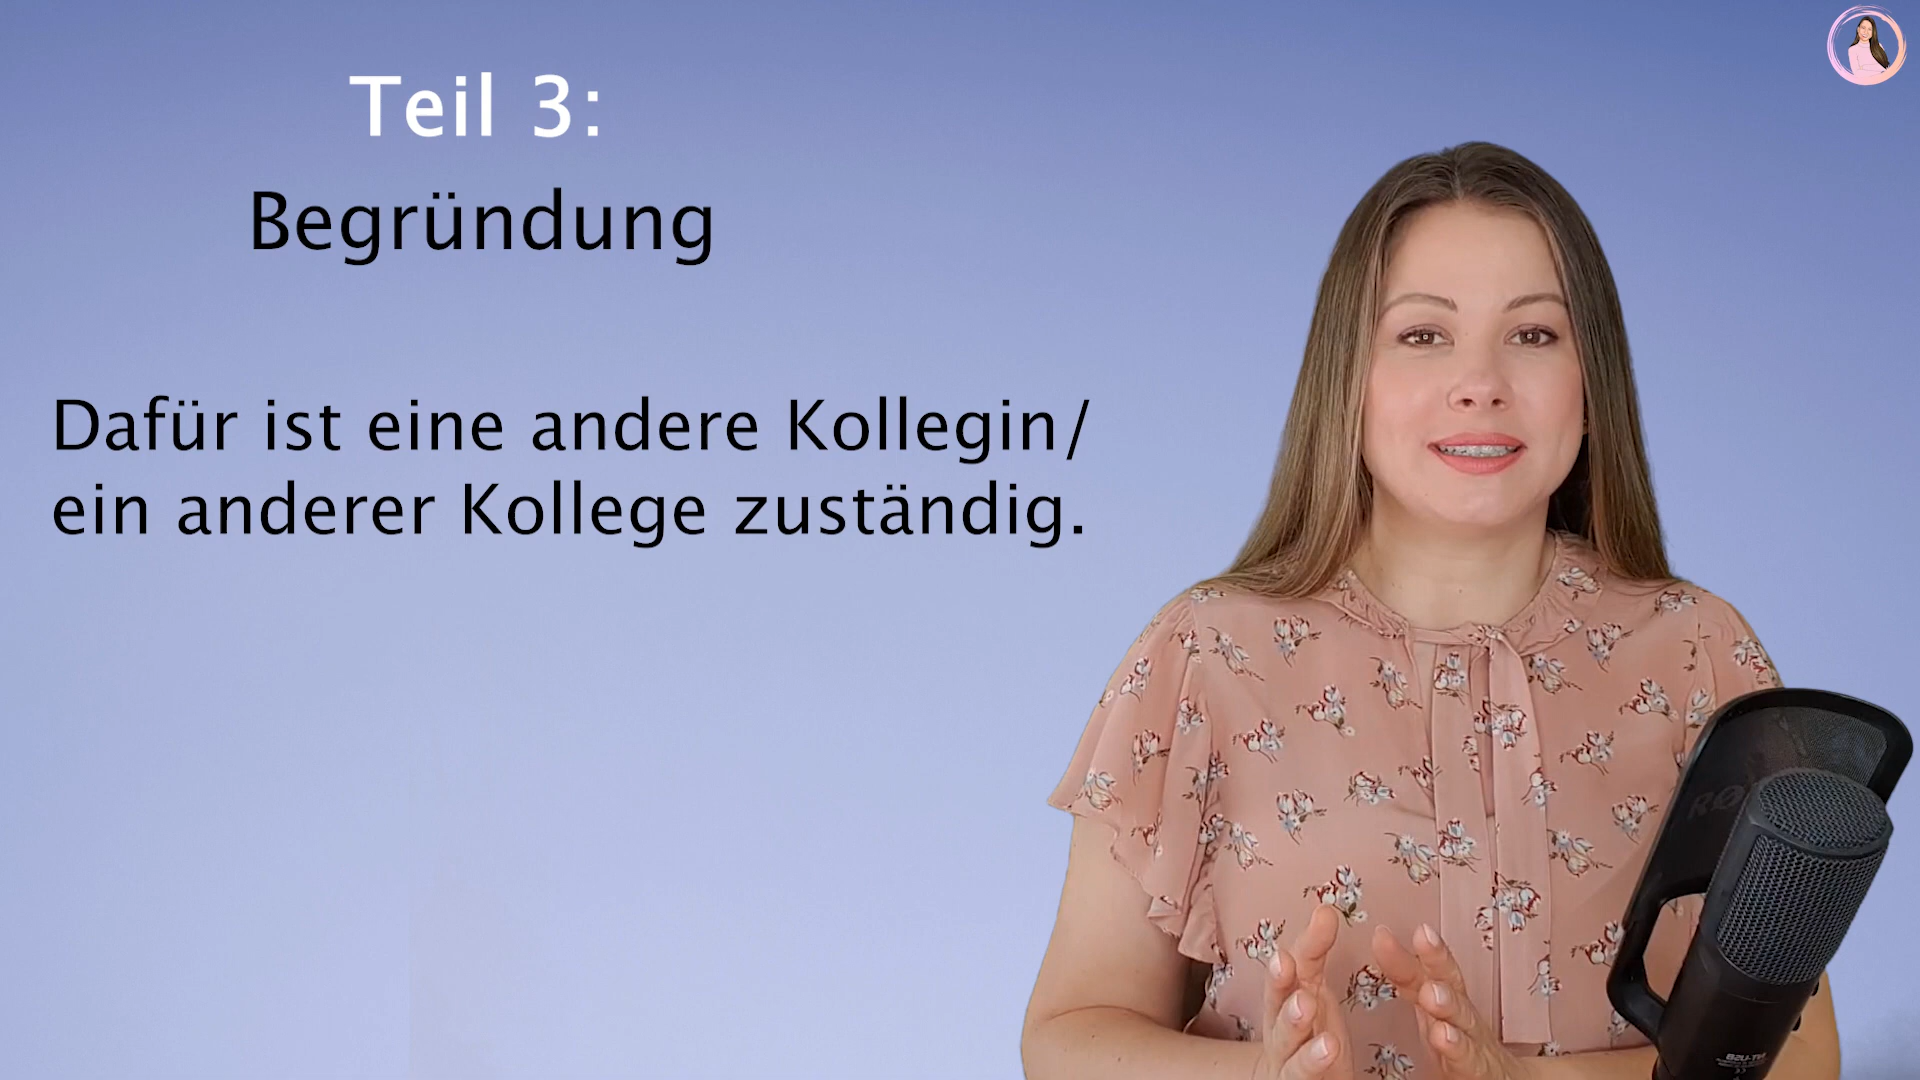 Teil 3:
Begründung
Dafür ist eine andere Kollegin/
ein anderer Kollege zuständig.